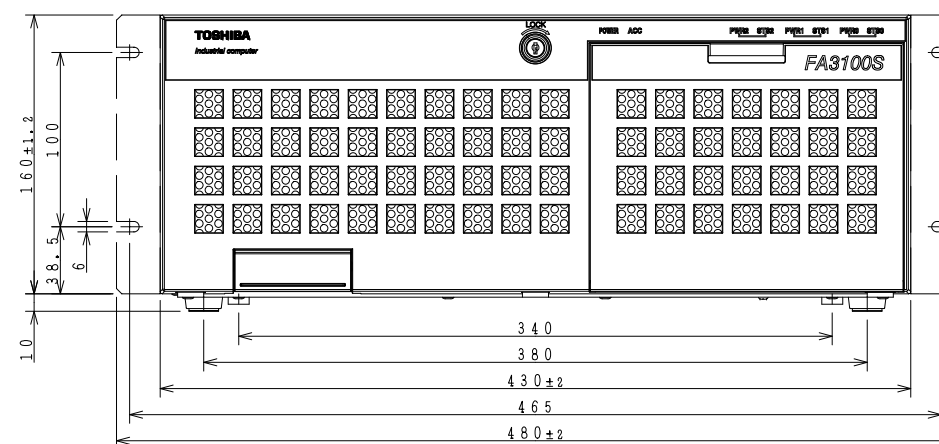 TOSHIBA
Industrial computer
LOCK
POWER ACC
PWR2 STS2 PWR1 STS1 PWR0 STS0
FA3100S
160±1.2
100
38.5
6
10
340
380
430±2
465
480±2